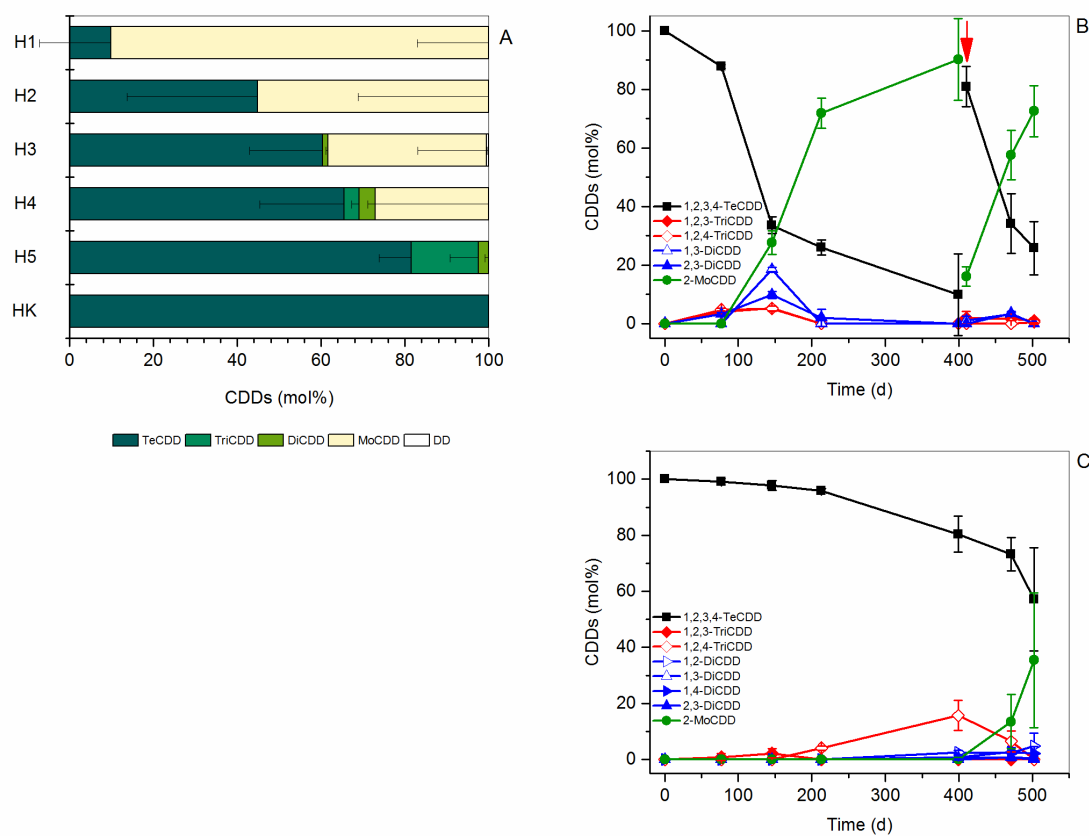 A
H1
H2
H3
H4
H5
HK
0 20 40 60 80 100
CDDs (mol%)
TeCDD TriCDD DiCDD MoCDD DD
B
100
80
60
40
20
0
CDDs (mol%)
1,2,3,4-TeCDD
1,2,3-TriCDD
1,2,4-TriCDD
1,3-DiCDD
2,3-DiCDD
2-MoCDD
0 100 200 300 400 500
Time (d)
C
100
80
60
40
20
0
CDDs (mol%)
1,2,3,4-TeCDD
1,2,3-TriCDD
1,2,4-TriCDD
1,2-DiCDD
1,3-DiCDD
1,4-DiCDD
2,3-DiCDD
2-MoCDD
0 100 200 300 400 500
Time (d)